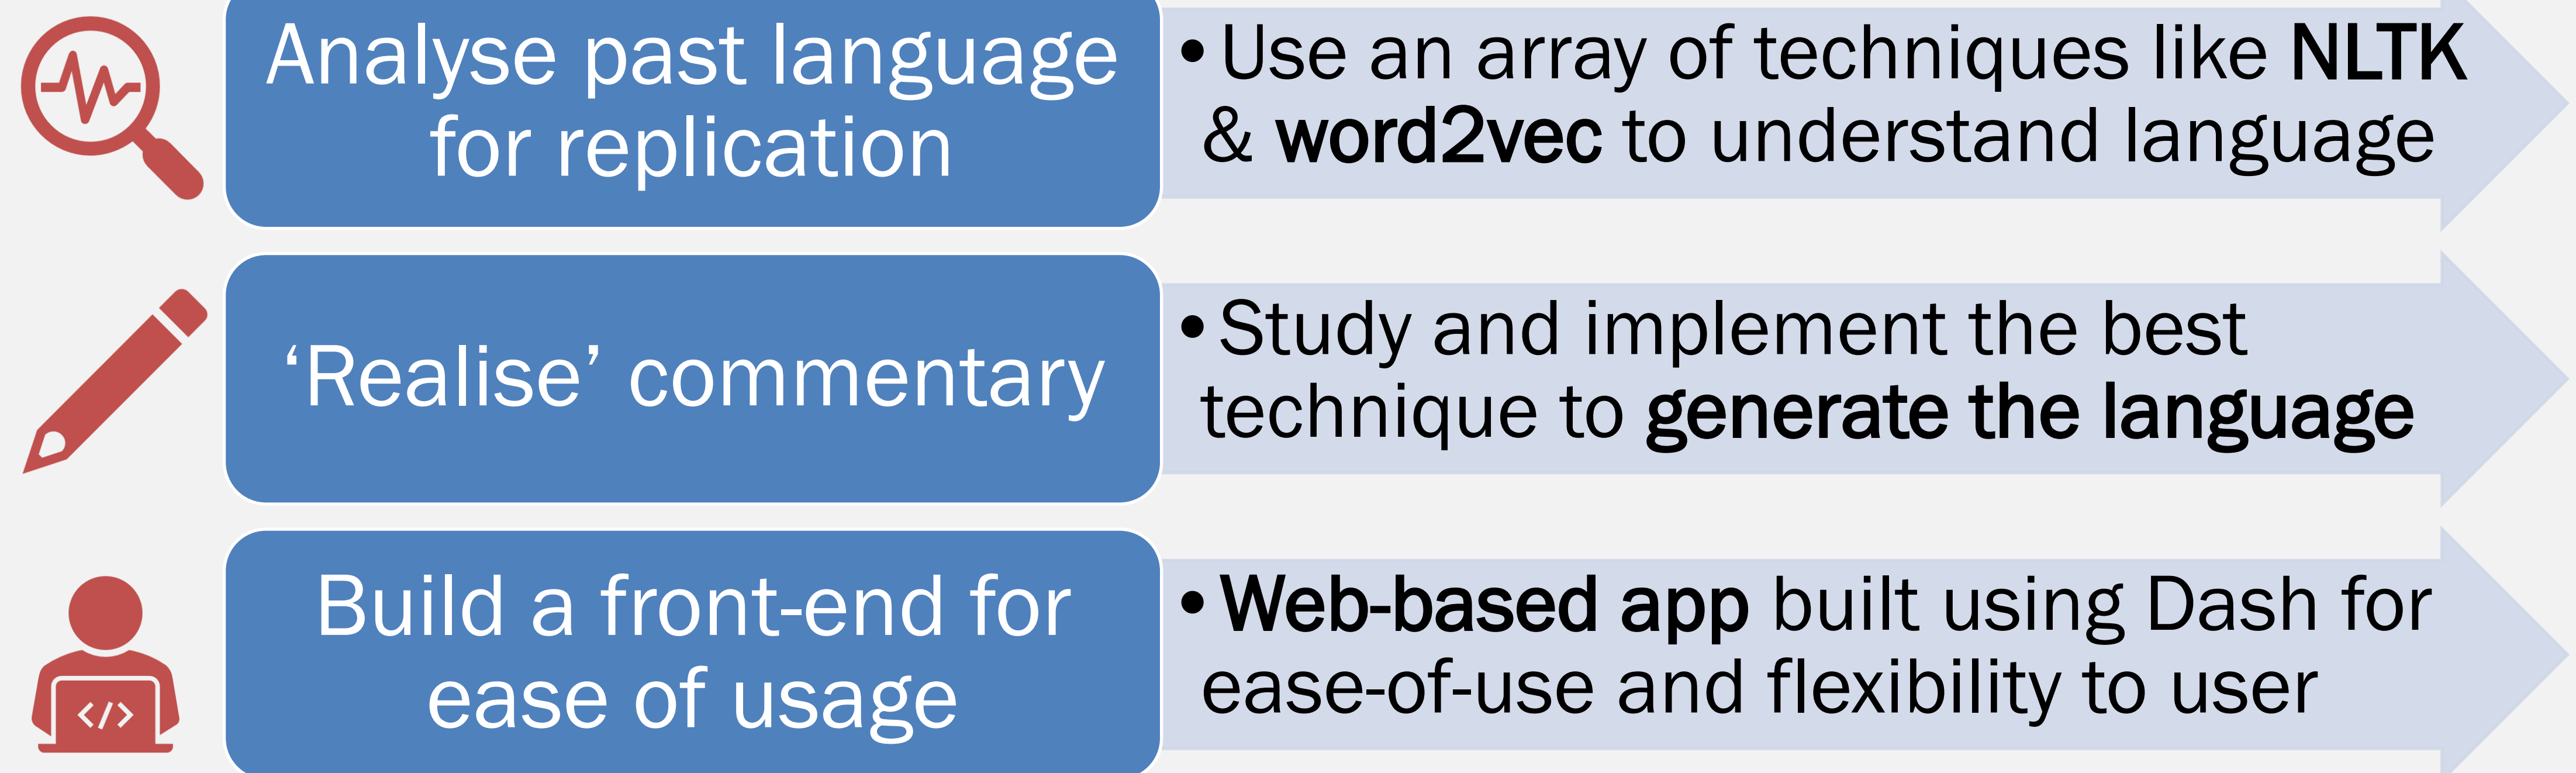 Analyse past language
for replication
•Use an array of techniques like NLTK
& word2vec to understand language
‘Realise’ commentary
•Study and implement the best
technique to generate the language
Build a front-end for
ease of usage
•Web-based app built using Dash for
ease-of-use and flexibility to user
</>